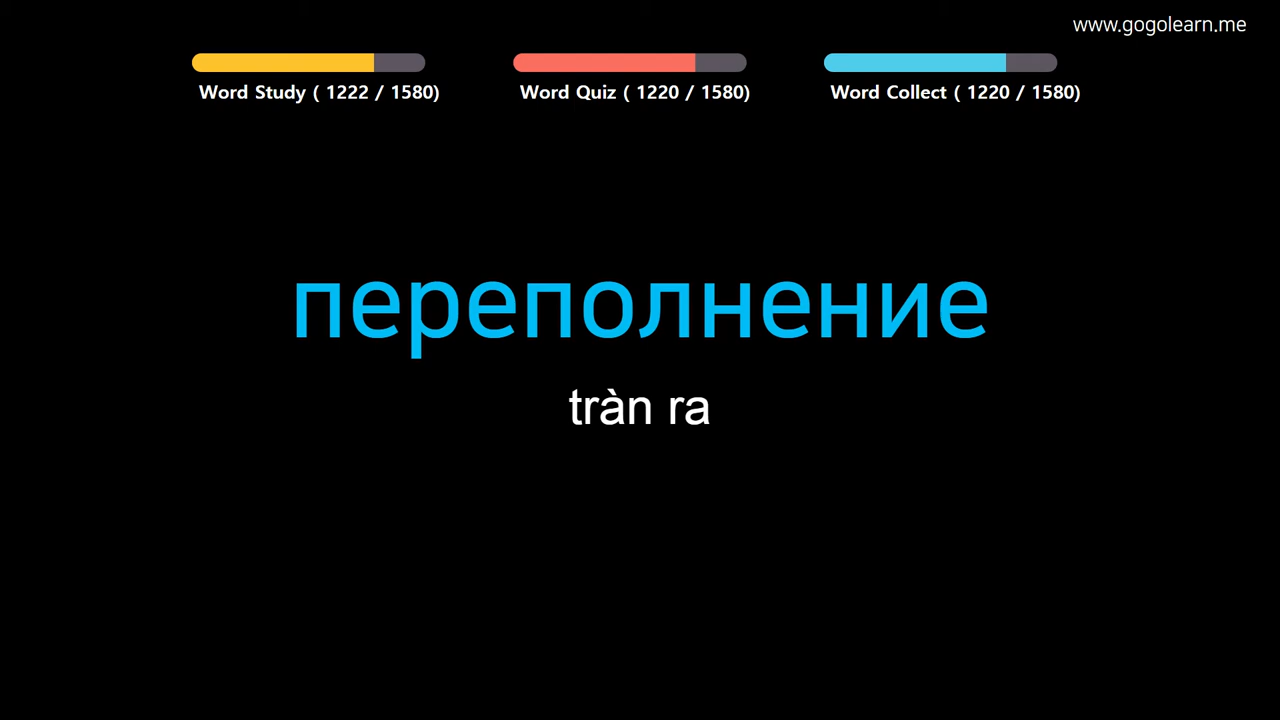 www.gogolearn.me
Word Study ( 1222 / 1580)
Word Quiz ( 1220 / 1580)
Word Collect ( 1220 / 1580)
переполнение
tràn ra